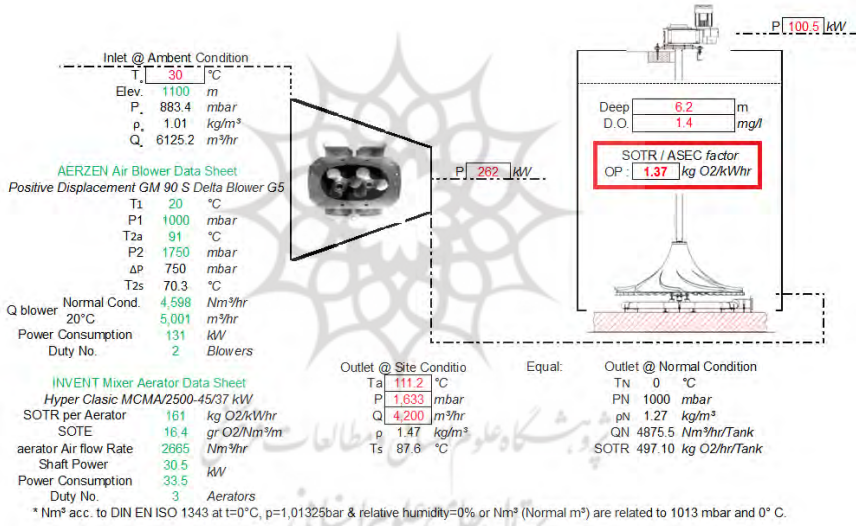 P 100.5 kW
Inlet @ Ambent Condition
T 30 °C
Elev. 1100 m
P 883.4 mbar
ρ 1.01 kg/m³
Q 6125.2 m³/hr
Deep 6.2 m
D.O. 1.4 mg/l
SOTR / ASEC factor
OP : 1.37 kg O2/kWhr
P 262 kW
AERZEN Air Blower Data Sheet
Positive Displacement GM 90 S Delta Blower G5
T1 20 °C
P1 1000 mbar
T2a 91 °C
P2 1750 mbar
ΔP 750 mbar
T2s 70.3 °C
Q blower Normal Cond. 4,598 Nm³/hr
20°C 5,001 m³/hr
Power Consumption 131 kW
Duty No. 2 Blowers
INVENT Mixer Aerator Data Sheet
Hyper Clasic MCMA/2500-45/37 kW
SOTR per Aerator 161 kg O2/kWhr
SOTE 16.4 gr O2/Nm³/m
aerator Air flow Rate 2665 Nm³/hr
Shaft Power 30.5 kW
Power Consumption 33.5
Duty No. 3 Aerators
Outlet @ Site Conditio
Ta 111.2 °C
P 1,633 mbar
Q 4,200 m³/hr
ρ 1.47 kg/m³
Ts 87.6 °C
Equal:
Outlet @ Normal Condition
TN 0 °C
PN 1000 mbar
ρN 1.27 kg/m³
QN 4875.5 Nm³/hr/Tank
SOTR 497.10 kg O2/hr/Tank
* Nm³ acc. to DIN EN ISO 1343 at t=0°C, p=1,01325bar & relative humidity=0% or Nm³ (Normal m³) are related to 1013 mbar and 0° C.
پژوهشگاه علوم انسانی و مطالعات فرهنگی